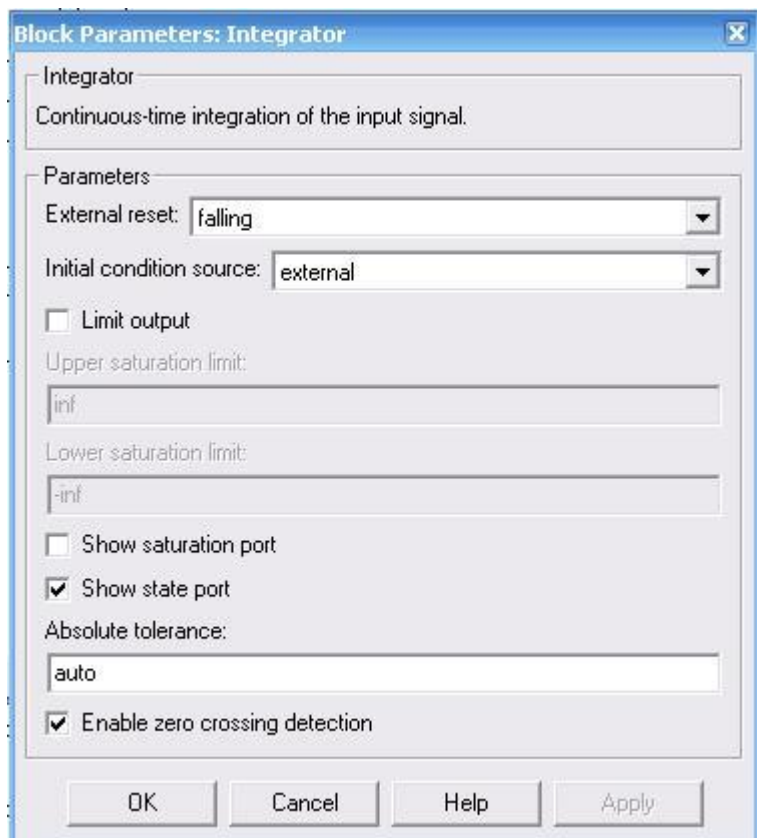 Block Parameters: Integrator
Integrator
Continuous-time integration of the input signal.
Parameters
External reset: falling
Initial condition source: external
Limit output
Upper saturation limit:
inf
Lower saturation limit:
-inf
Show saturation port
Show state port
Absolute tolerance:
auto
Enable zero crossing detection
OK Cancel Help Apply